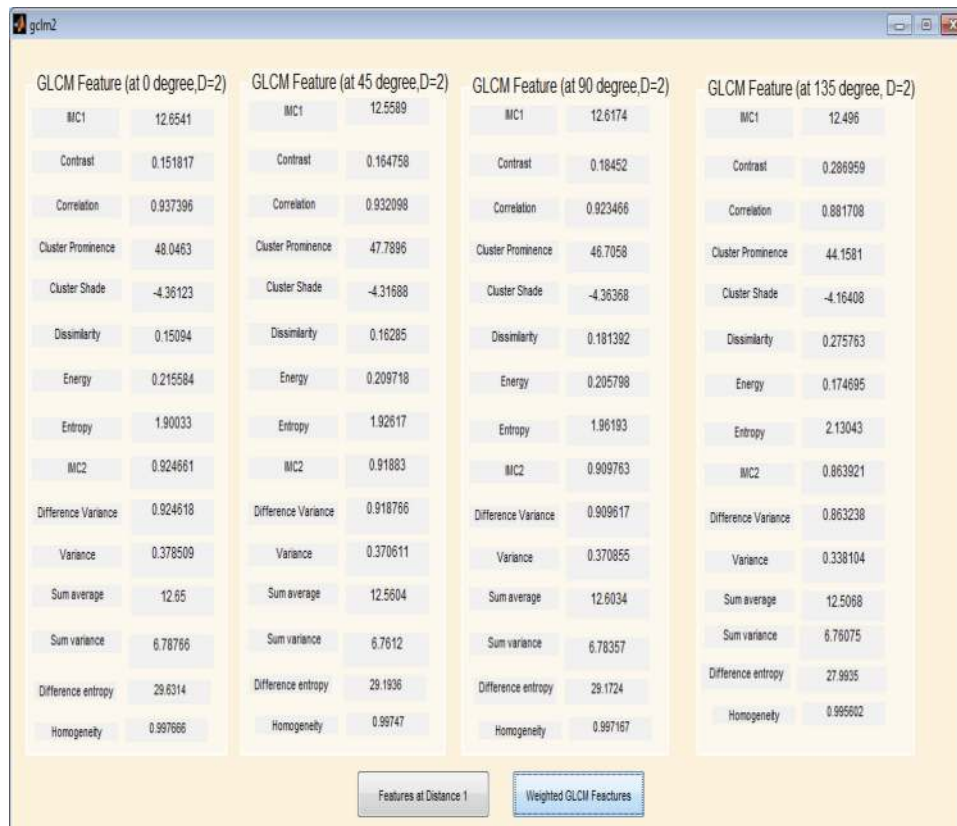 gclm2
GLCM Feature (at 0 degree,D=2)
IMC1 12.6541
Contrast 0.151817
Correlation 0.937396
Cluster Prominence 48.0463
Cluster Shade -4.36123
Dissimilarity 0.15094
Energy 0.215584
Entropy 1.90033
IMC2 0.924661
Difference Variance 0.924618
Variance 0.378509
Sum average 12.65
Sum variance 6.78766
Difference entropy 29.6314
Homogeneity 0.997666
GLCM Feature (at 45 degree,D=2)
IMC1 12.5589
Contrast 0.164758
Correlation 0.932098
Cluster Prominence 47.7896
Cluster Shade -4.31688
Dissimilarity 0.16285
Energy 0.209718
Entropy 1.92617
IMC2 0.91883
Difference Variance 0.918766
Variance 0.370611
Sum average 12.5604
Sum variance 6.7612
Difference entropy 29.1936
Homogeneity 0.99747
GLCM Feature (at 90 degree,D=2)
IMC1 12.6174
Contrast 0.18452
Correlation 0.923466
Cluster Prominence 46.7058
Cluster Shade -4.36368
Dissimilarity 0.181392
Energy 0.205798
Entropy 1.96193
IMC2 0.909763
Difference Variance 0.909617
Variance 0.370855
Sum average 12.6034
Sum variance 6.78357
Difference entropy 29.1724
Homogeneity 0.997167
GLCM Feature (at 135 degree, D=2)
IMC1 12.496
Contrast 0.286959
Correlation 0.881708
Cluster Prominence 44.1581
Cluster Shade -4.16408
Dissimilarity 0.275763
Energy 0.174695
Entropy 2.13043
IMC2 0.863921
Difference Variance 0.863238
Variance 0.338104
Sum average 12.5068
Sum variance 6.76075
Difference entropy 27.9935
Homogeneity 0.995602
Features at Distance 1
Weighted GLCM Feactures